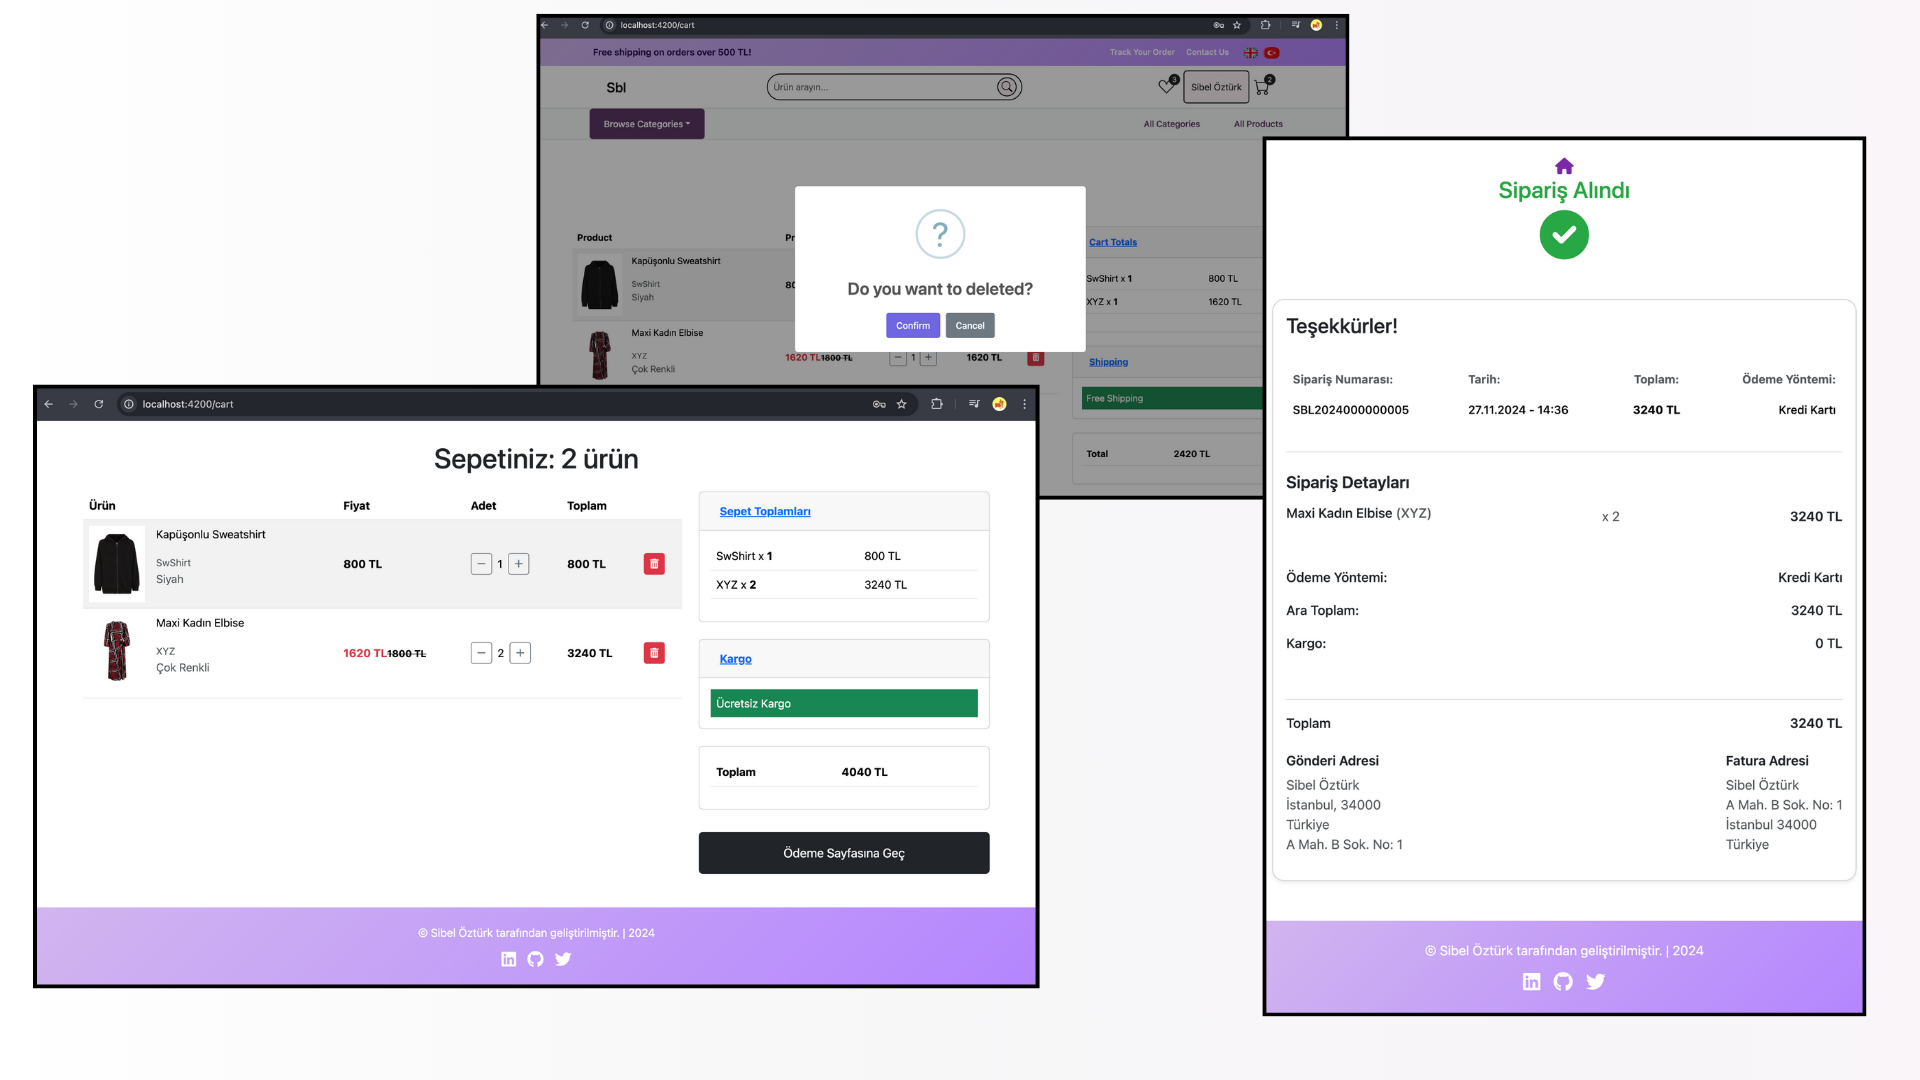 localhost:4200/cart
Free shipping on orders over 500 TL!
Track Your Order Contact Us
Sbl
Ürün arayın...
3
Sibel Öztürk
2
Browse Categories
All Categories
All Products
Product
Kapüşonlu Sweatshirt
SwShirt
Siyah
Maxi Kadın Elbise
XYZ
Çok Renkli
1620 TL 1800 TL
− 1 +
1620 TL
?
Do you want to deleted?
Confirm
Cancel
Cart Totals
SwShirt x 1 800 TL
XYZ x 1 1620 TL
Shipping
Free Shipping
Total 2420 TL
localhost:4200/cart
Sepetiniz: 2 ürün
Ürün Fiyat Adet Toplam
Kapüşonlu Sweatshirt
SwShirt
Siyah
800 TL − 1 + 800 TL
Maxi Kadın Elbise
XYZ
Çok Renkli
1620 TL 1800 TL − 2 + 3240 TL
Sepet Toplamları
SwShirt x 1 800 TL
XYZ x 2 3240 TL
Kargo
Ücretsiz Kargo
Toplam 4040 TL
Ödeme Sayfasına Geç
© Sibel Öztürk tarafından geliştirilmiştir. | 2024
Sipariş Alındı
Teşekkürler!
Sipariş Numarası: Tarih: Toplam: Ödeme Yöntemi:
SBL2024000000005 27.11.2024 - 14:36 3240 TL Kredi Kartı
Sipariş Detayları
Maxi Kadın Elbise (XYZ) x 2 3240 TL
Ödeme Yöntemi: Kredi Kartı
Ara Toplam: 3240 TL
Kargo: 0 TL
Toplam 3240 TL
Gönderi Adresi
Sibel Öztürk
İstanbul, 34000
Türkiye
A Mah. B Sok. No: 1
Fatura Adresi
Sibel Öztürk
A Mah. B Sok. No: 1
İstanbul 34000
Türkiye
© Sibel Öztürk tarafından geliştirilmiştir. | 2024